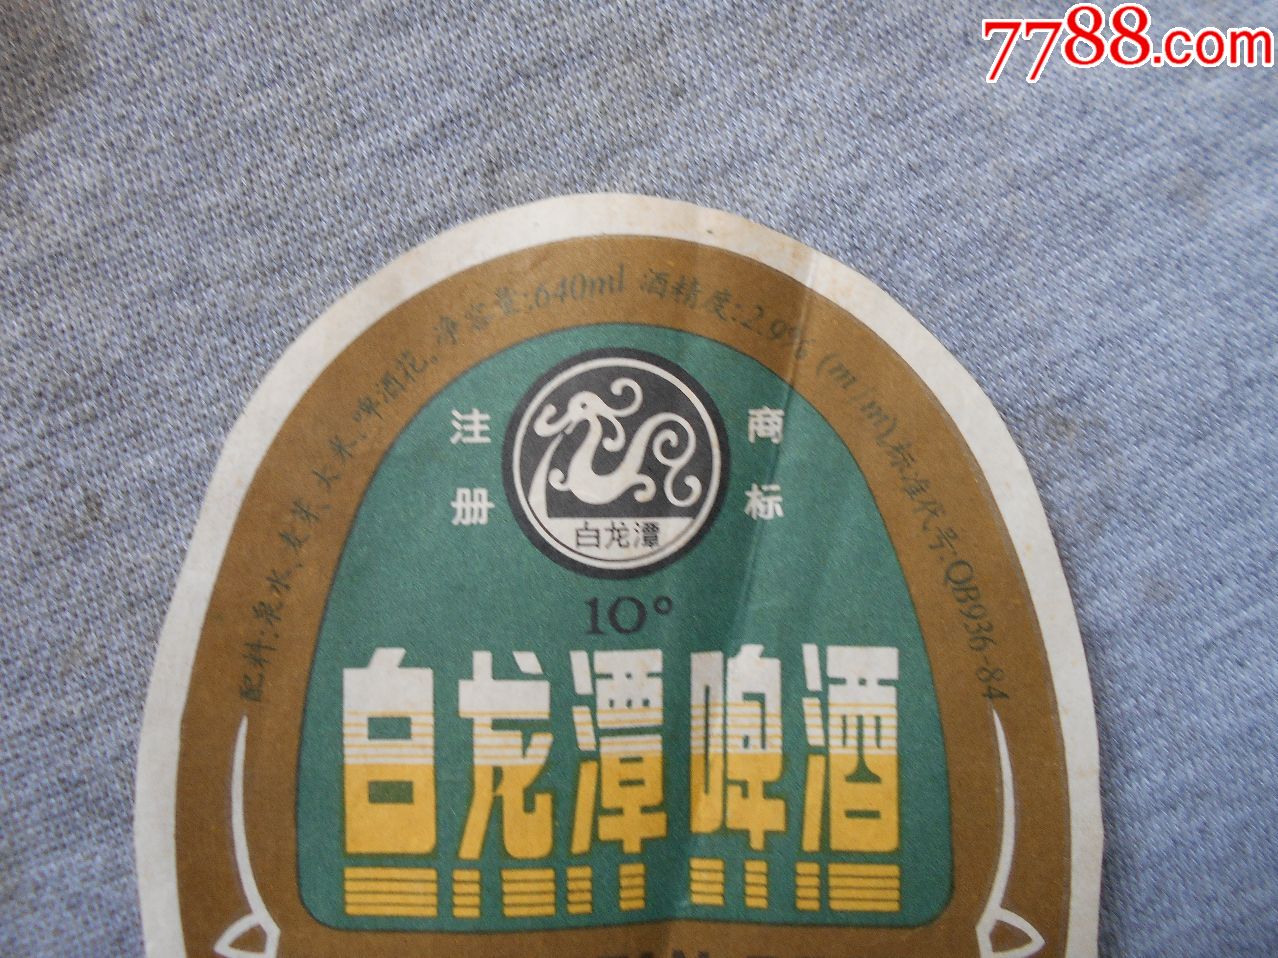 7788.com
配料:泉水、麦芽、大米、啤酒花。净容量:640ml 酒精度:2.9% (m/m)标准代号:QB936-84
注册 商标
白龙潭
10°
白龙潭啤酒